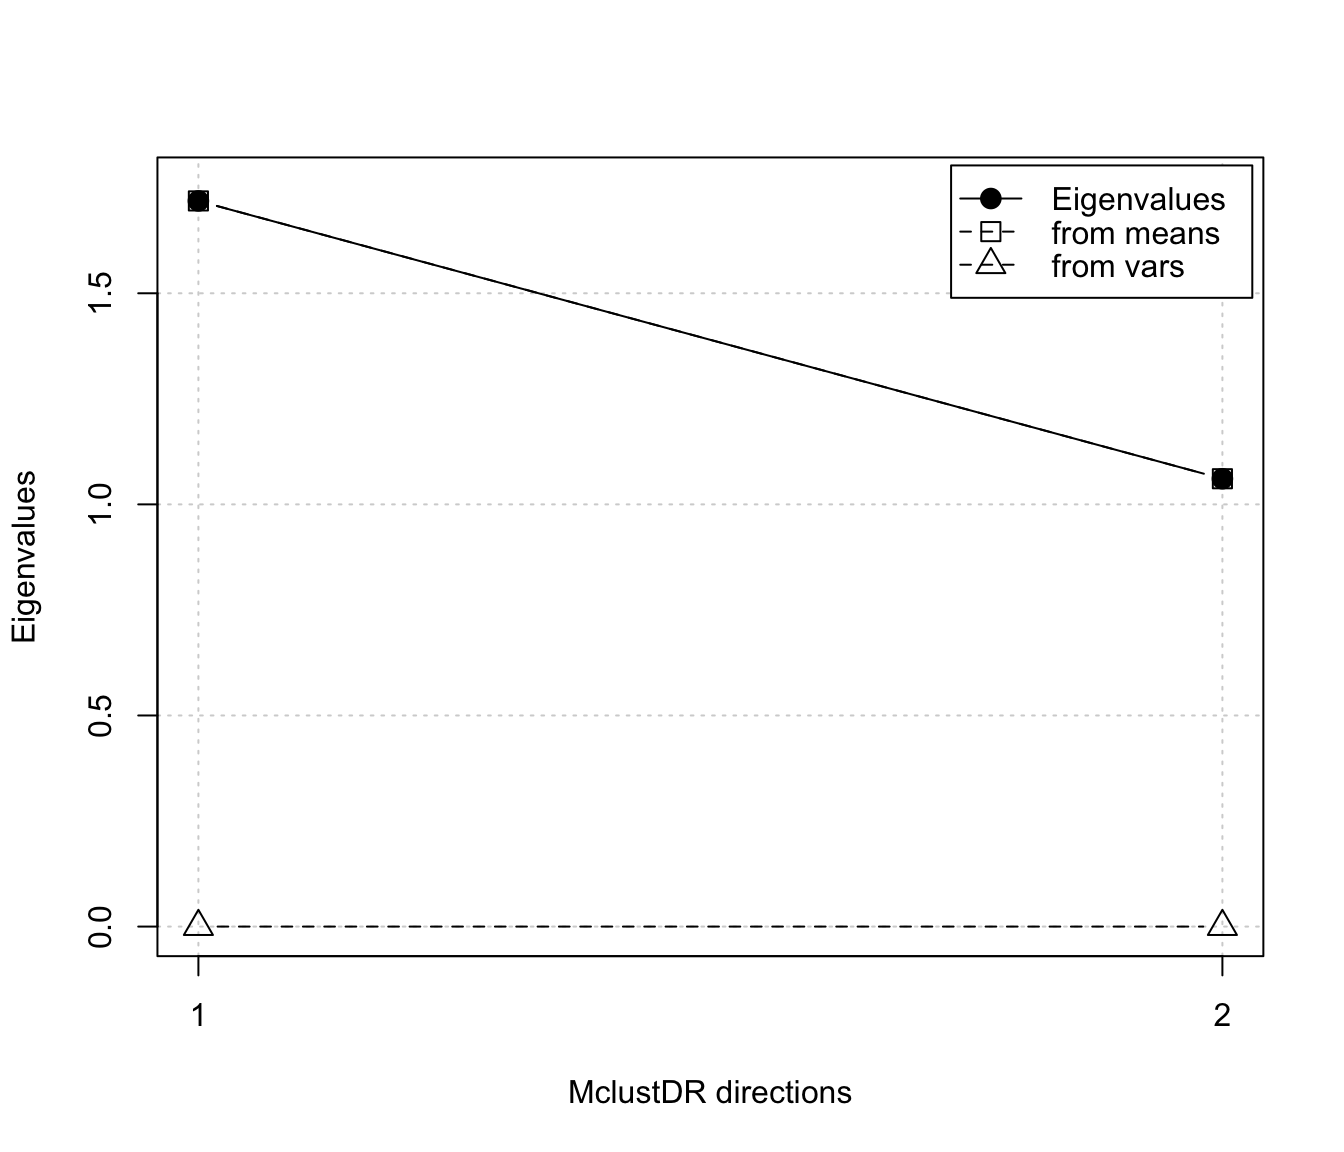 Eigenvalues
from means
from vars
1.5
1.0
0.5
0.0
Eigenvalues
1 2
MclustDR directions